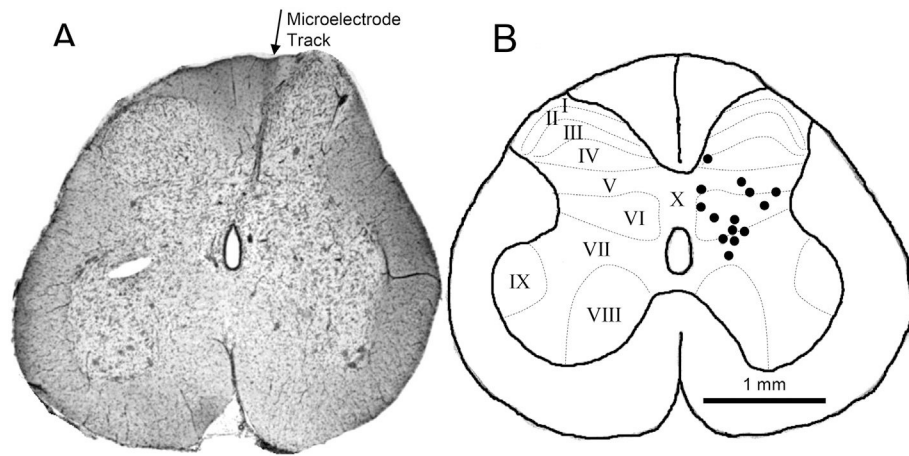 A
Microelectrode
Track
B
I
II
III
IV
V
X
VI
VII
IX
VIII
1 mm